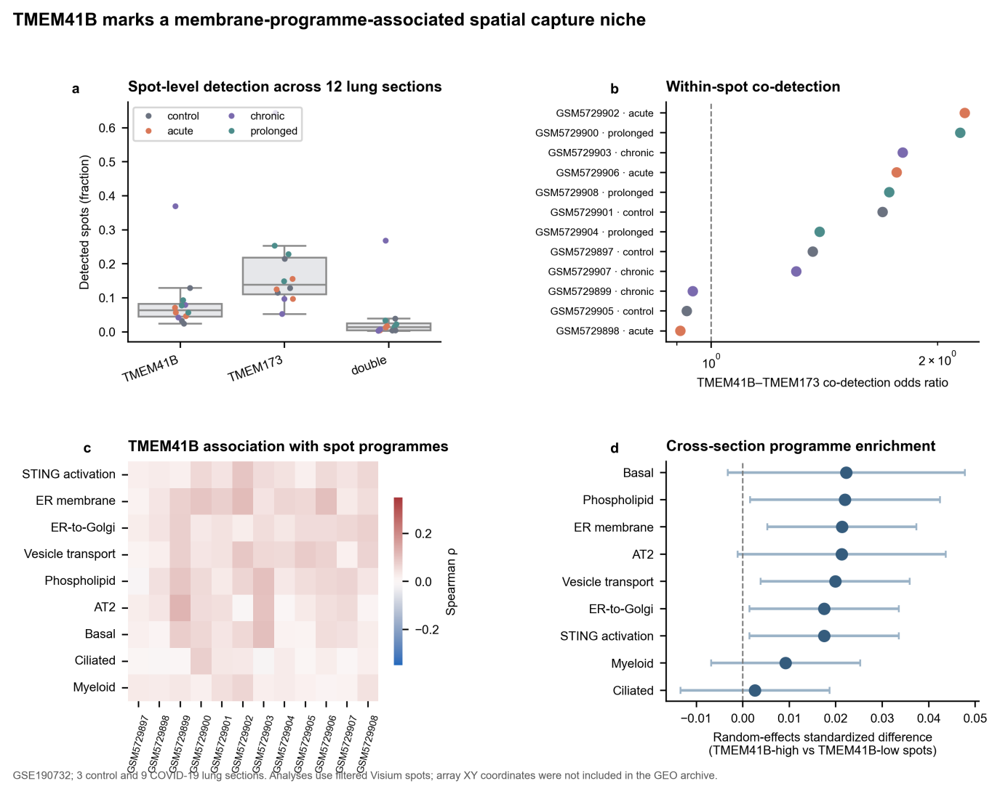 TMEM41B marks a membrane-programme-associated spatial capture niche
a
Spot-level detection across 12 lung sections
control
chronic
acute
prolonged
Detected spots (fraction)
0.6
0.5
0.4
0.3
0.2
0.1
0.0
TMEM41B
TMEM173
double
b
Within-spot co-detection
GSM5729902 · acute
GSM5729900 · prolonged
GSM5729903 · chronic
GSM5729906 · acute
GSM5729908 · prolonged
GSM5729901 · control
GSM5729904 · prolonged
GSM5729897 · control
GSM5729907 · chronic
GSM5729899 · chronic
GSM5729905 · control
GSM5729898 · acute
10⁰
2 × 10⁰
TMEM41B–TMEM173 co-detection odds ratio
c
TMEM41B association with spot programmes
STING activation
ER membrane
ER-to-Golgi
Vesicle transport
Phospholipid
AT2
Basal
Ciliated
Myeloid
GSM5729897
GSM5729898
GSM5729899
GSM5729900
GSM5729901
GSM5729902
GSM5729903
GSM5729904
GSM5729905
GSM5729906
GSM5729907
GSM5729908
0.2
0.0
−0.2
Spearman ρ
d
Cross-section programme enrichment
Basal
Phospholipid
ER membrane
AT2
Vesicle transport
ER-to-Golgi
STING activation
Myeloid
Ciliated
−0.01
0.00
0.01
0.02
0.03
0.04
0.05
Random-effects standardized difference
(TMEM41B-high vs TMEM41B-low spots)
GSE190732; 3 control and 9 COVID-19 lung sections. Analyses use filtered Visium spots; array XY coordinates were not included in the GEO archive.